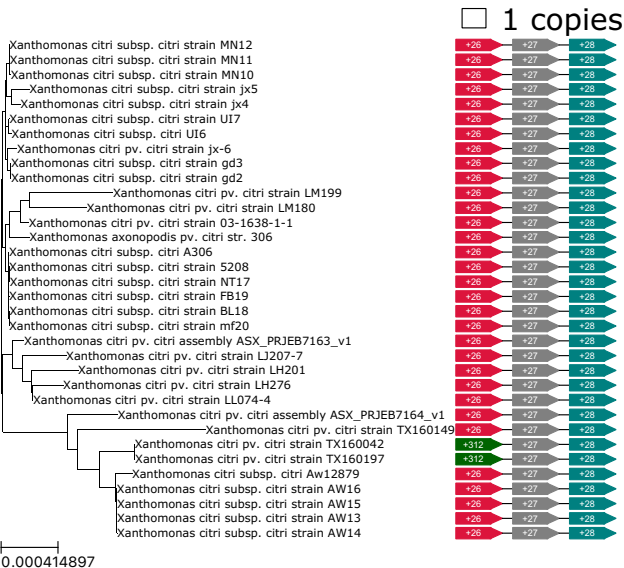 1 copies
Xanthomonas citri subsp. citri strain MN12 +26 +27 +28
Xanthomonas citri subsp. citri strain MN11 +26 +27 +28
Xanthomonas citri subsp. citri strain MN10 +26 +27 +28
Xanthomonas citri subsp. citri strain jx5 +26 +27 +28
Xanthomonas citri subsp. citri strain jx4 +26 +27 +28
Xanthomonas citri subsp. citri strain UI7 +26 +27 +28
Xanthomonas citri subsp. citri UI6 +26 +27 +28
Xanthomonas citri pv. citri strain jx-6 +26 +27 +28
Xanthomonas citri subsp. citri strain gd3 +26 +27 +28
Xanthomonas citri subsp. citri strain gd2 +26 +27 +28
Xanthomonas citri pv. citri strain LM199 +26 +27 +28
Xanthomonas citri pv. citri strain LM180 +26 +27 +28
Xanthomonas citri pv. citri strain 03-1638-1-1 +26 +27 +28
Xanthomonas axonopodis pv. citri str. 306 +26 +27 +28
Xanthomonas citri subsp. citri A306 +26 +27 +28
Xanthomonas citri subsp. citri strain 5208 +26 +27 +28
Xanthomonas citri subsp. citri strain NT17 +26 +27 +28
Xanthomonas citri subsp. citri strain FB19 +26 +27 +28
Xanthomonas citri subsp. citri strain BL18 +26 +27 +28
Xanthomonas citri subsp. citri strain mf20 +26 +27 +28
Xanthomonas citri pv. citri assembly ASX_PRJEB7163_v1 +26 +27 +28
Xanthomonas citri pv. citri strain LJ207-7 +26 +27 +28
Xanthomonas citri pv. citri strain LH201 +26 +27 +28
Xanthomonas citri pv. citri strain LH276 +26 +27 +28
Xanthomonas citri pv. citri strain LL074-4 +26 +27 +28
Xanthomonas citri pv. citri assembly ASX_PRJEB7164_v1 +26 +27 +28
Xanthomonas citri pv. citri strain TX160149 +26 +27 +28
Xanthomonas citri pv. citri strain TX160042 +312 +27 +28
Xanthomonas citri pv. citri strain TX160197 +312 +27 +28
Xanthomonas citri subsp. citri Aw12879 +26 +27 +28
Xanthomonas citri subsp. citri strain AW16 +26 +27 +28
Xanthomonas citri subsp. citri strain AW15 +26 +27 +28
Xanthomonas citri subsp. citri strain AW13 +26 +27 +28
Xanthomonas citri subsp. citri strain AW14 +26 +27 +28
0.000414897